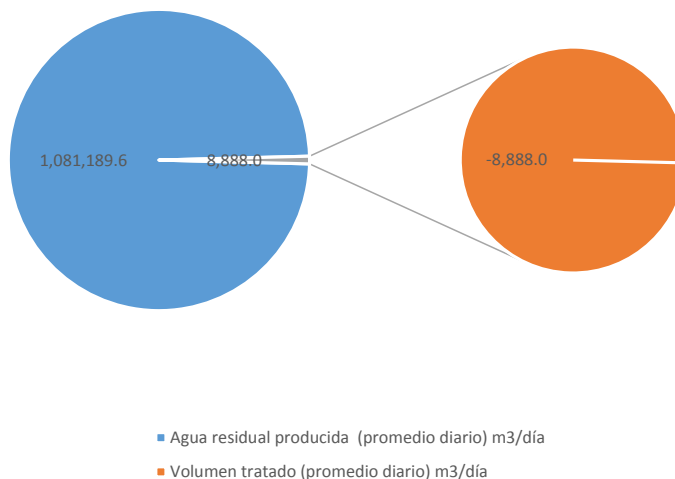 1,081,189.6
8,888.0
-8,888.0
Agua residual producida (promedio diario) m3/día
Volumen tratado (promedio diario) m3/día